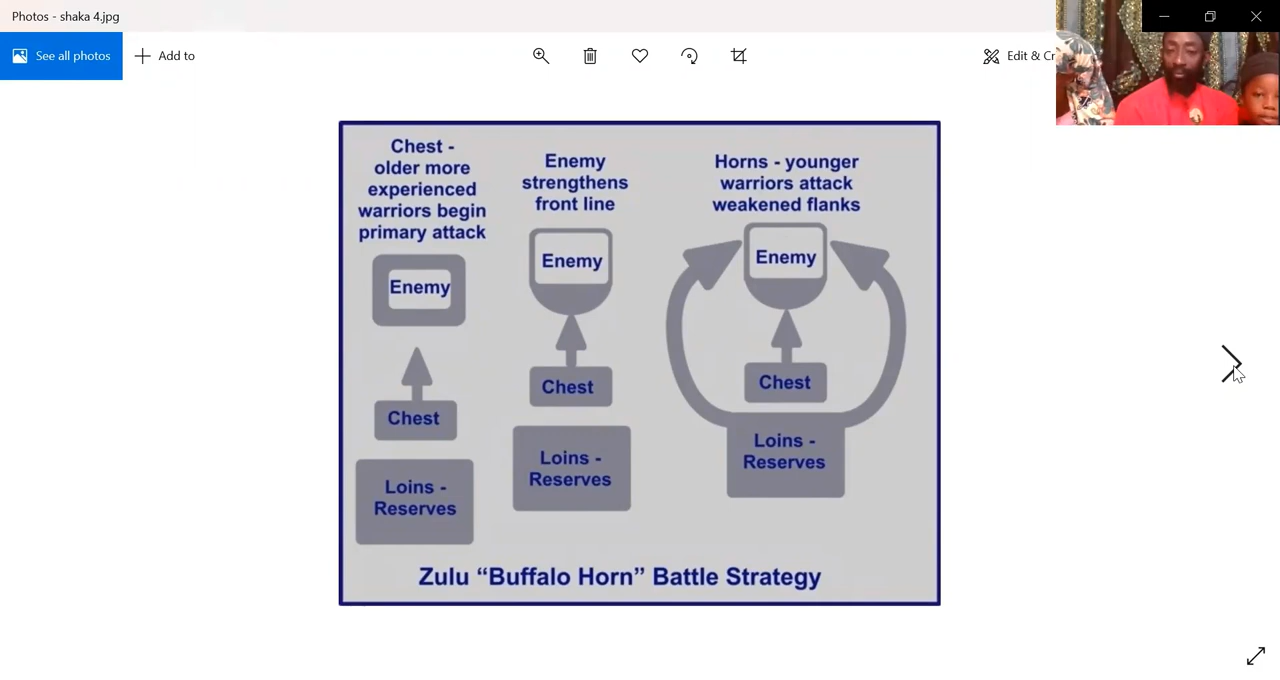 Photos - shaka 4.jpg
See all photos
Add to
Edit & Cr
Chest -
older more
experienced
warriors begin
primary attack
Enemy
Chest
Loins -
Reserves
Enemy
strengthens
front line
Enemy
Chest
Loins -
Reserves
Horns - younger
warriors attack
weakened flanks
Enemy
Chest
Loins -
Reserves
Zulu “Buffalo Horn” Battle Strategy